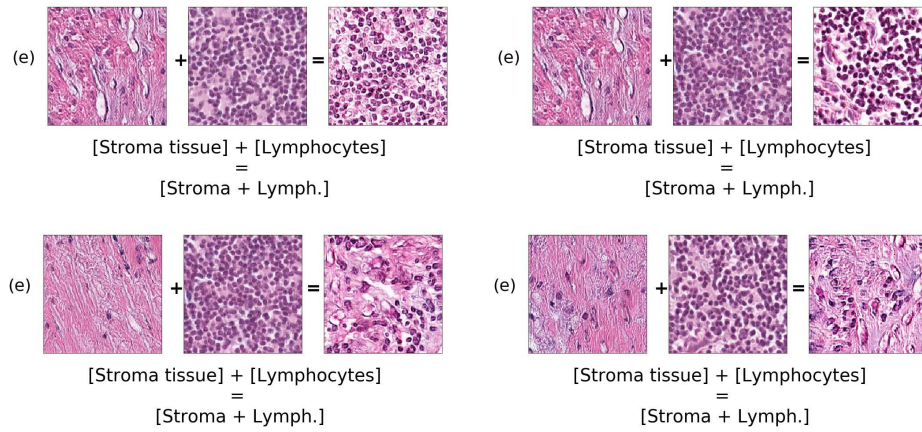 (e) + = (e) + =
[Stroma tissue] + [Lymphocytes] [Stroma tissue] + [Lymphocytes]
= =
[Stroma + Lymph.] [Stroma + Lymph.]
(e) + = (e) + =
[Stroma tissue] + [Lymphocytes] [Stroma tissue] + [Lymphocytes]
= =
[Stroma + Lymph.] [Stroma + Lymph.]